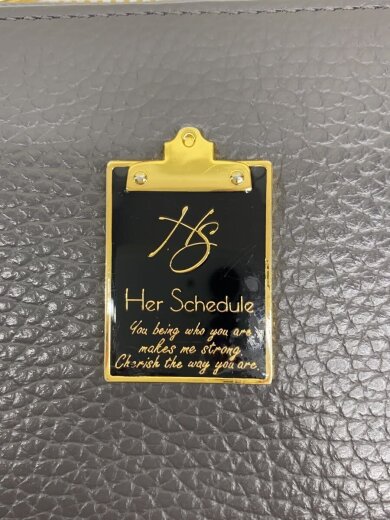 HS
Her Schedule
You being who you are
makes me strong.
Cherish the way you are.